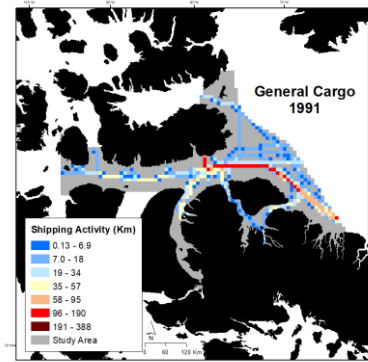 General Cargo
1991
Shipping Activity (Km)
0.13 - 6.9
7.0 - 18
19 - 34
35 - 57
58 - 95
96 - 190
191 - 388
Study Area
N
0 30 60 120 Km